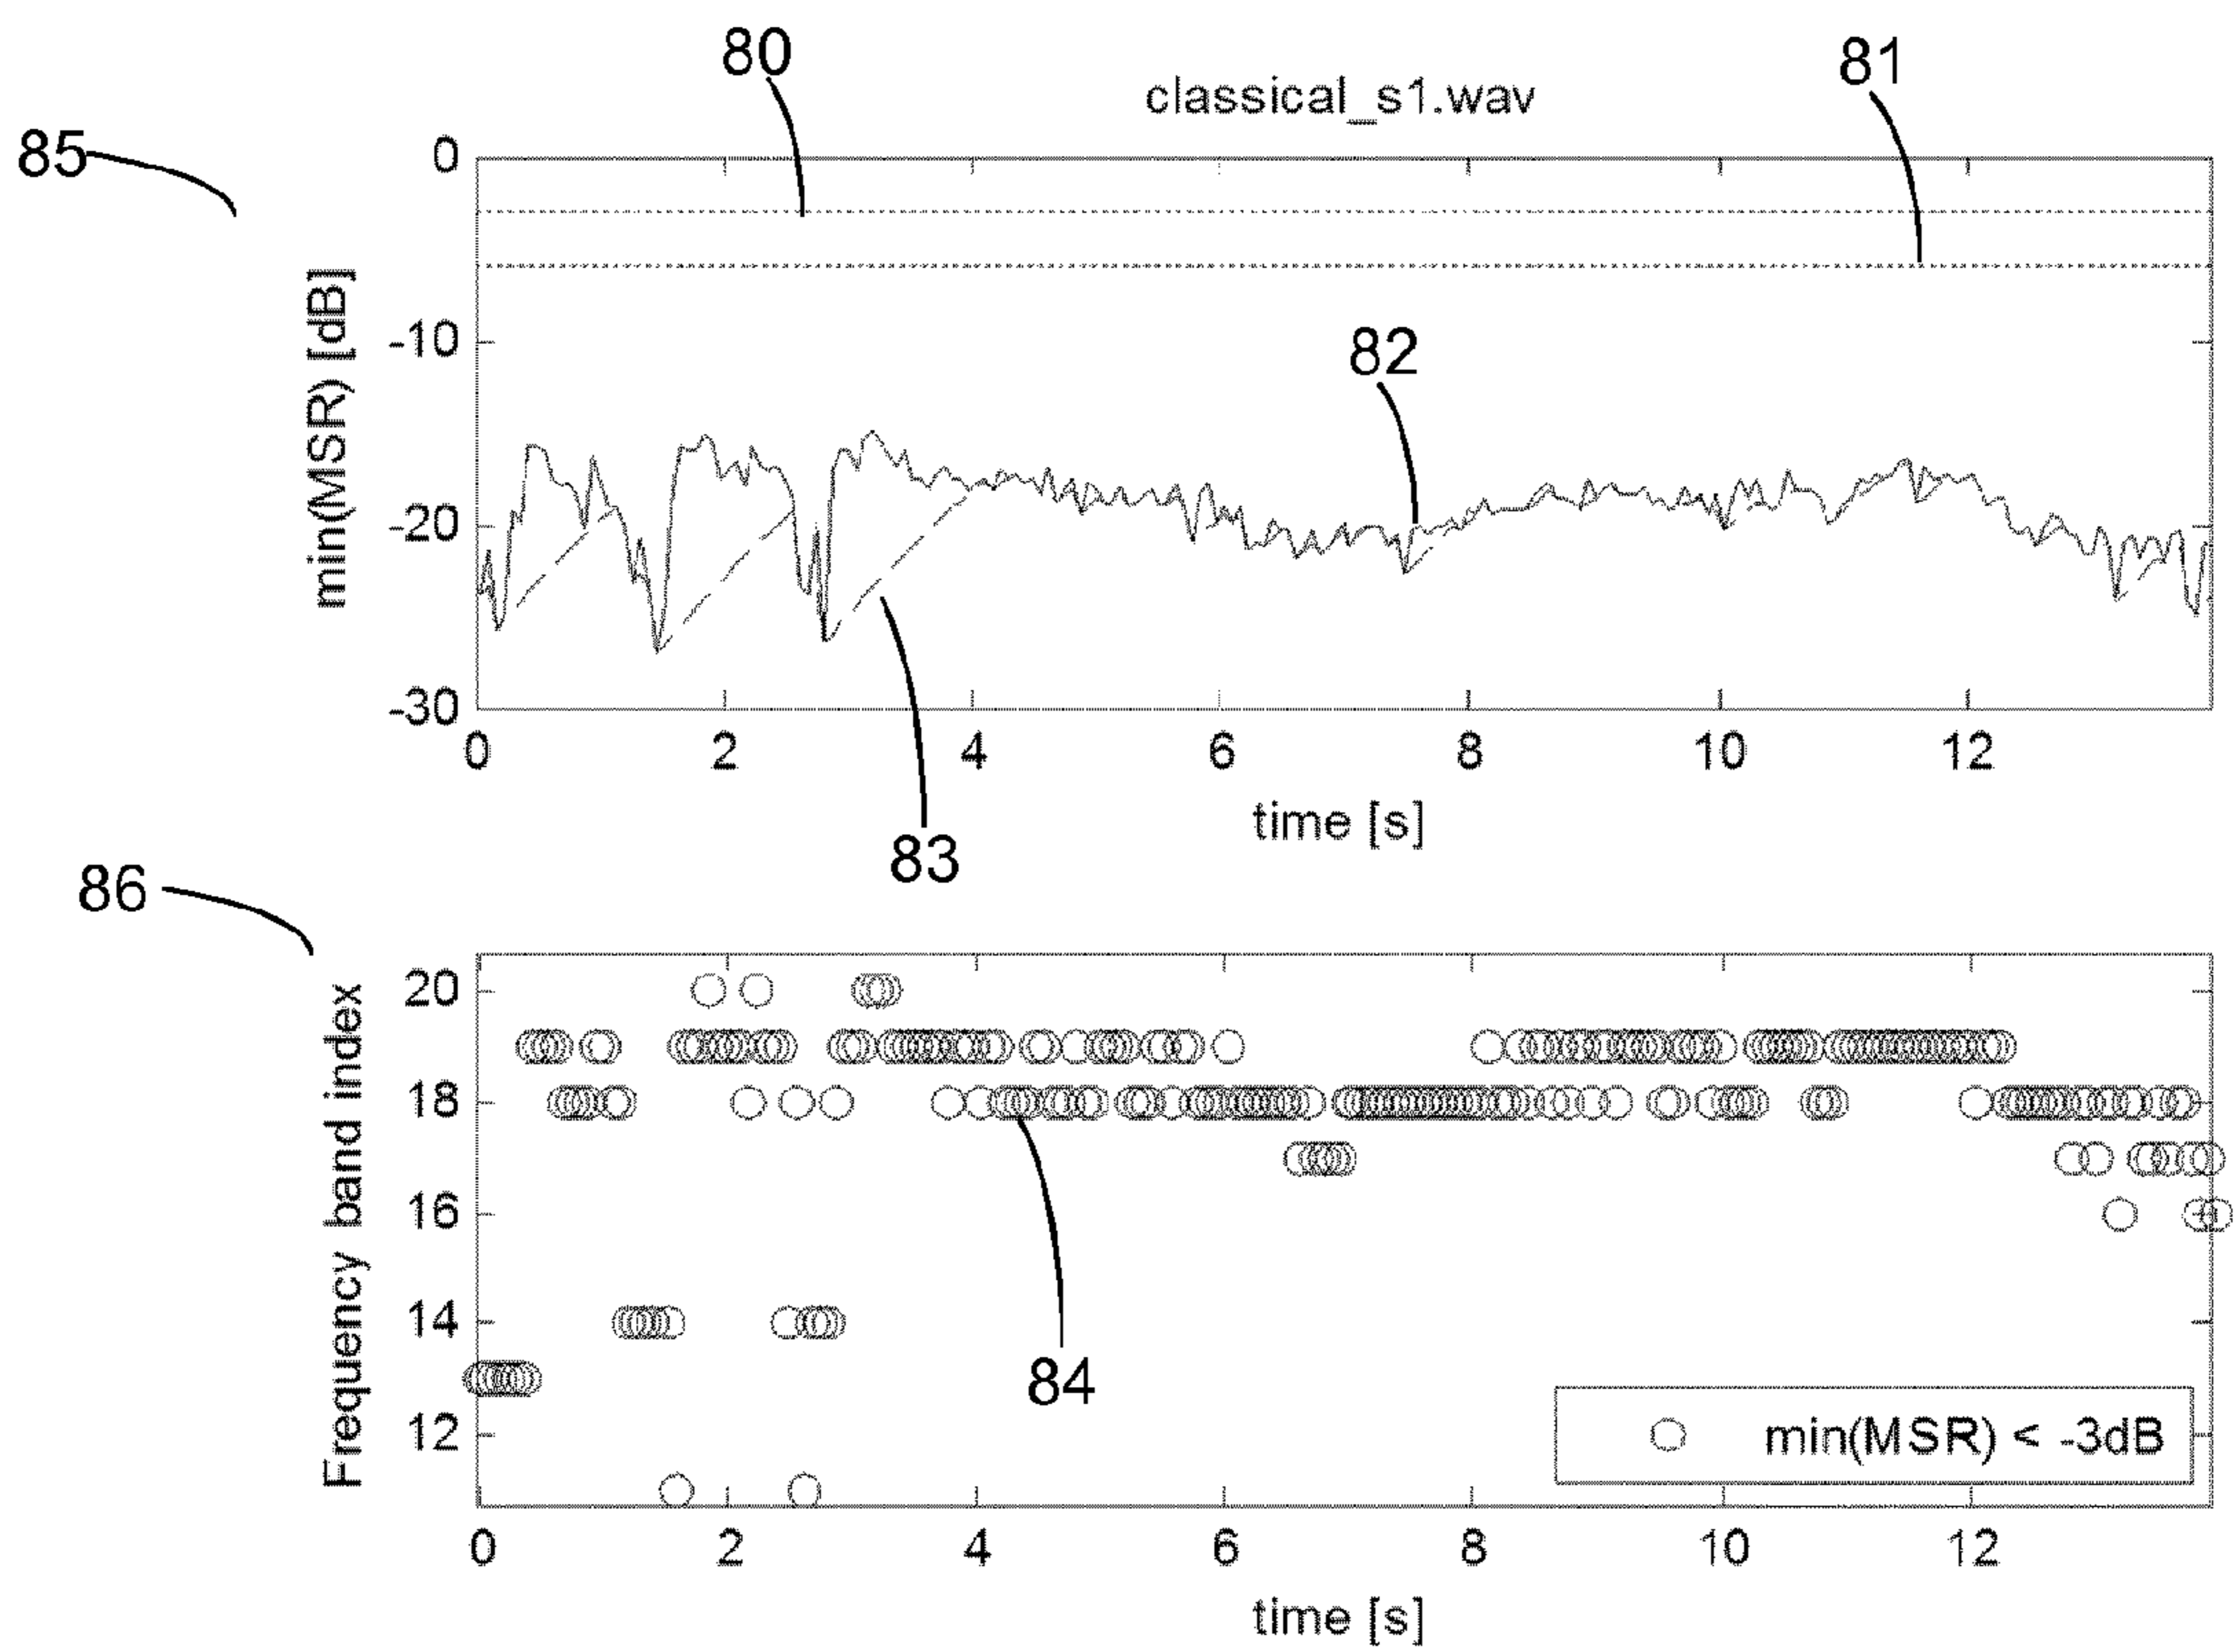 80
81
classical_s1.wav
85
0
-10
-20
-30
min(MSR) [dB]
82
0 2 4 6 8 10 12
time [s]
83
86
20
18
16
14
12
Frequency band index
84
min(MSR) < -3dB
0 2 4 6 8 10 12
time [s]